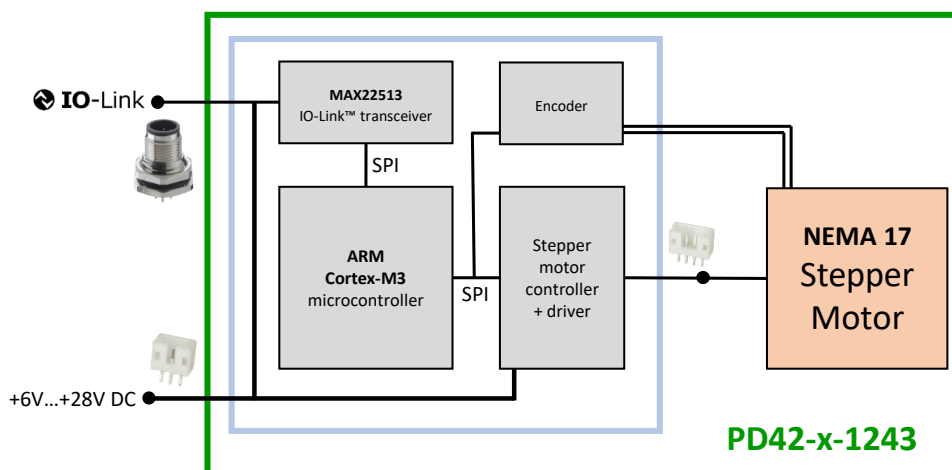 IO-Link
MAX22513
IO-Link™ transceiver
Encoder
SPI
ARM
Cortex-M3
microcontroller
SPI
Stepper
motor
controller
+ driver
NEMA 17
Stepper
Motor
+6V...+28V DC
PD42-x-1243